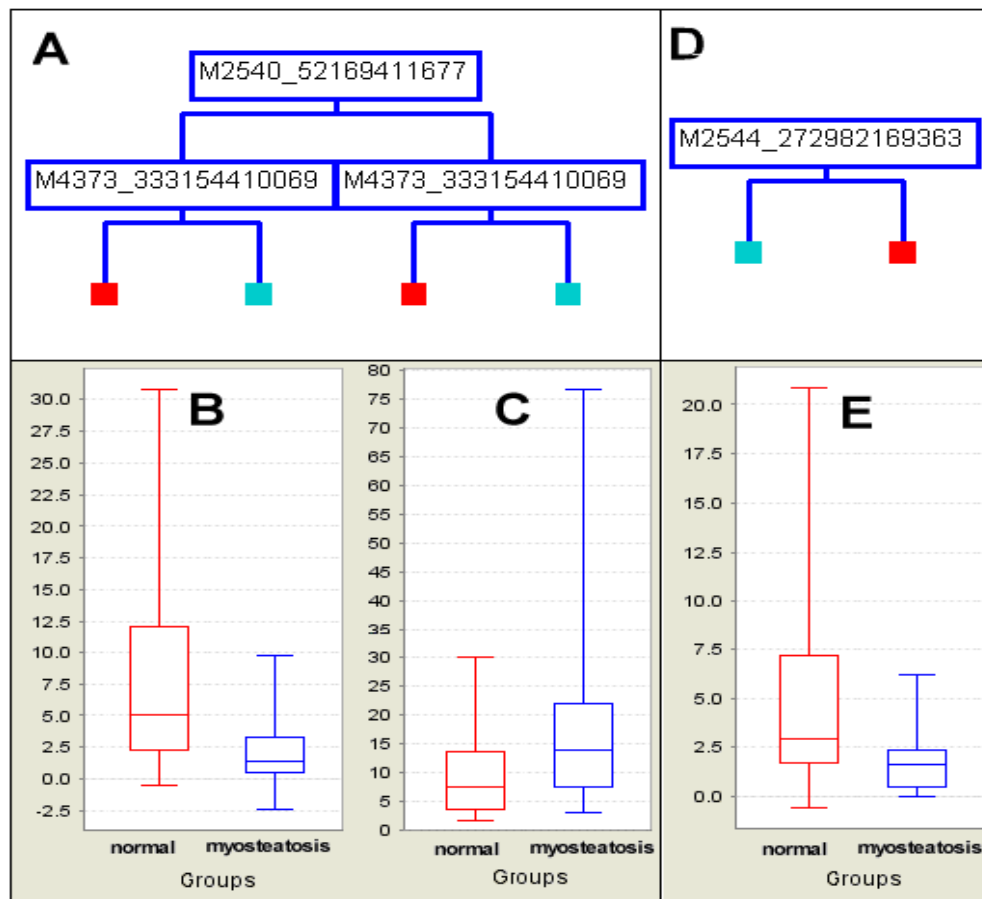 A
M2540_52169411677
M4373_333154410069
M4373_333154410069
D
M2544_272982169363
B
30.0
27.5
25.0
22.5
20.0
17.5
15.0
12.5
10.0
7.5
5.0
2.5
0.0
-2.5
normal
myosteatosis
Groups
C
80
75
70
65
60
55
50
45
40
35
30
25
20
15
10
5
0
normal
myosteatosis
Groups
E
20.0
17.5
15.0
12.5
10.0
7.5
5.0
2.5
0.0
normal
myosteatosis
Groups